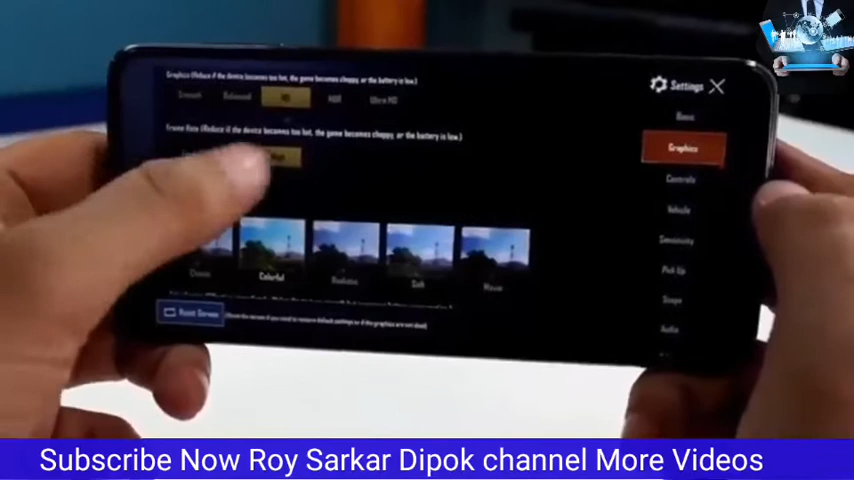 Graphics (Reduce if the device becomes too hot, the game becomes choppy, or the battery is low.)
Settings
Smooth Balanced HD HDR Ultra HD
Basic
Frame Rate (Reduce if the device becomes too hot, the game becomes choppy, or the battery is low.)
Graphics
Controls
Vehicle
Sensitivity
Pick Up
Classic Colorful Realistic Soft Movie
Scope
Reset Screen
Audio
Subscribe Now Roy Sarkar Dipok channel More Videos